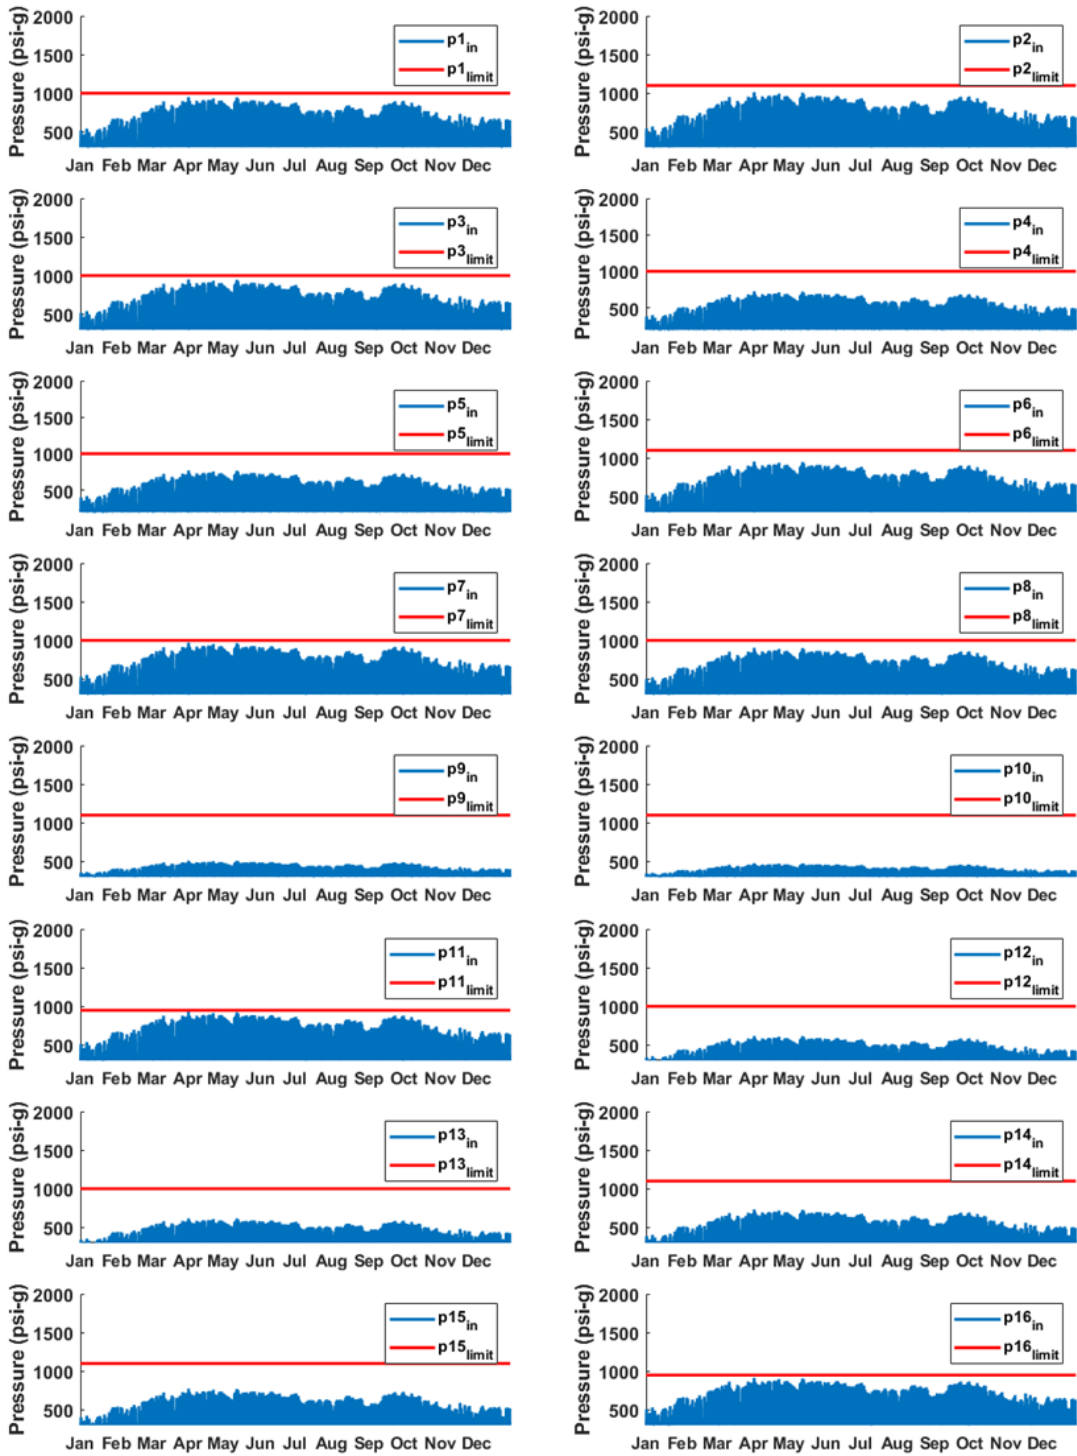 Pressure (psi-g)
2000
1500
1000
500
p1in
p1limit
Jan Feb Mar Apr May Jun Jul Aug Sep Oct Nov Dec
Pressure (psi-g)
2000
1500
1000
500
p2in
p2limit
Jan Feb Mar Apr May Jun Jul Aug Sep Oct Nov Dec
Pressure (psi-g)
2000
1500
1000
500
p3in
p3limit
Jan Feb Mar Apr May Jun Jul Aug Sep Oct Nov Dec
Pressure (psi-g)
2000
1500
1000
500
p4in
p4limit
Jan Feb Mar Apr May Jun Jul Aug Sep Oct Nov Dec
Pressure (psi-g)
2000
1500
1000
500
p5in
p5limit
Jan Feb Mar Apr May Jun Jul Aug Sep Oct Nov Dec
Pressure (psi-g)
2000
1500
1000
500
p6in
p6limit
Jan Feb Mar Apr May Jun Jul Aug Sep Oct Nov Dec
Pressure (psi-g)
2000
1500
1000
500
p7in
p7limit
Jan Feb Mar Apr May Jun Jul Aug Sep Oct Nov Dec
Pressure (psi-g)
2000
1500
1000
500
p8in
p8limit
Jan Feb Mar Apr May Jun Jul Aug Sep Oct Nov Dec
Pressure (psi-g)
2000
1500
1000
500
p9in
p9limit
Jan Feb Mar Apr May Jun Jul Aug Sep Oct Nov Dec
Pressure (psi-g)
2000
1500
1000
500
p10in
p10limit
Jan Feb Mar Apr May Jun Jul Aug Sep Oct Nov Dec
Pressure (psi-g)
2000
1500
1000
500
p11in
p11limit
Jan Feb Mar Apr May Jun Jul Aug Sep Oct Nov Dec
Pressure (psi-g)
2000
1500
1000
500
p12in
p12limit
Jan Feb Mar Apr May Jun Jul Aug Sep Oct Nov Dec
Pressure (psi-g)
2000
1500
1000
500
p13in
p13limit
Jan Feb Mar Apr May Jun Jul Aug Sep Oct Nov Dec
Pressure (psi-g)
2000
1500
1000
500
p14in
p14limit
Jan Feb Mar Apr May Jun Jul Aug Sep Oct Nov Dec
Pressure (psi-g)
2000
1500
1000
500
p15in
p15limit
Jan Feb Mar Apr May Jun Jul Aug Sep Oct Nov Dec
Pressure (psi-g)
2000
1500
1000
500
p16in
p16limit
Jan Feb Mar Apr May Jun Jul Aug Sep Oct Nov Dec